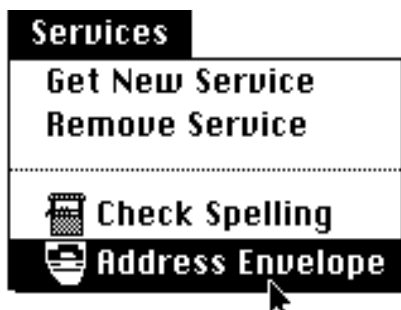 Services
Get New Service
Remove Service
Check Spelling
Address Envelope